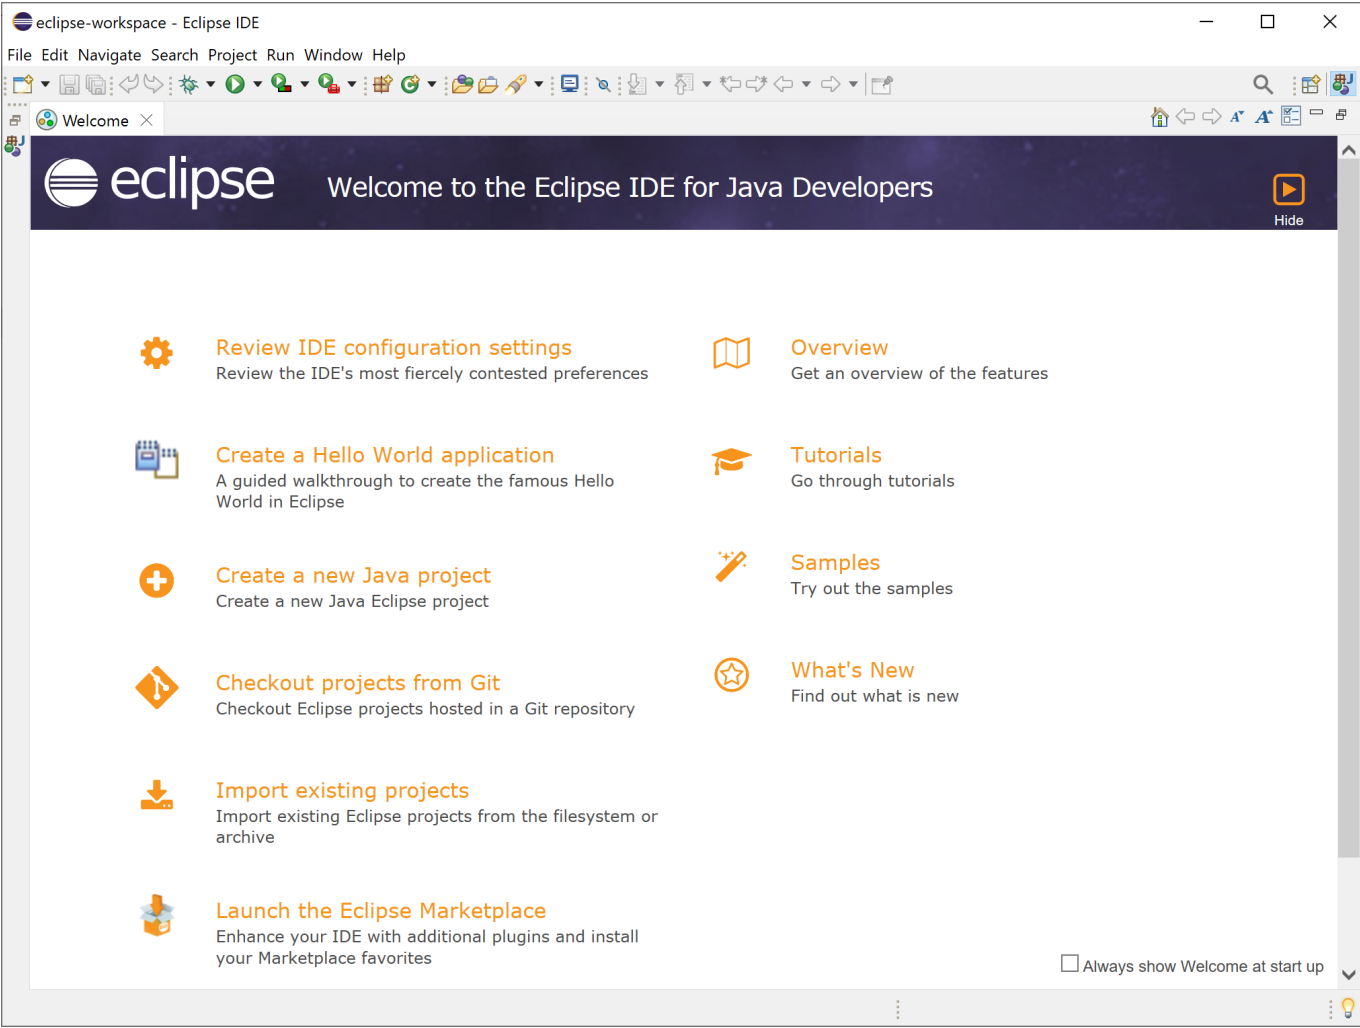 eclipse-workspace - Eclipse IDE
File Edit Navigate Search Project Run Window Help
Welcome
eclipse
Welcome to the Eclipse IDE for Java Developers
Hide
Review IDE configuration settings
Review the IDE's most fiercely contested preferences
Create a Hello World application
A guided walkthrough to create the famous Hello
World in Eclipse
Create a new Java project
Create a new Java Eclipse project
Checkout projects from Git
Checkout Eclipse projects hosted in a Git repository
Import existing projects
Import existing Eclipse projects from the filesystem or
archive
Launch the Eclipse Marketplace
Enhance your IDE with additional plugins and install
your Marketplace favorites
Overview
Get an overview of the features
Tutorials
Go through tutorials
Samples
Try out the samples
What's New
Find out what is new
Always show Welcome at start up